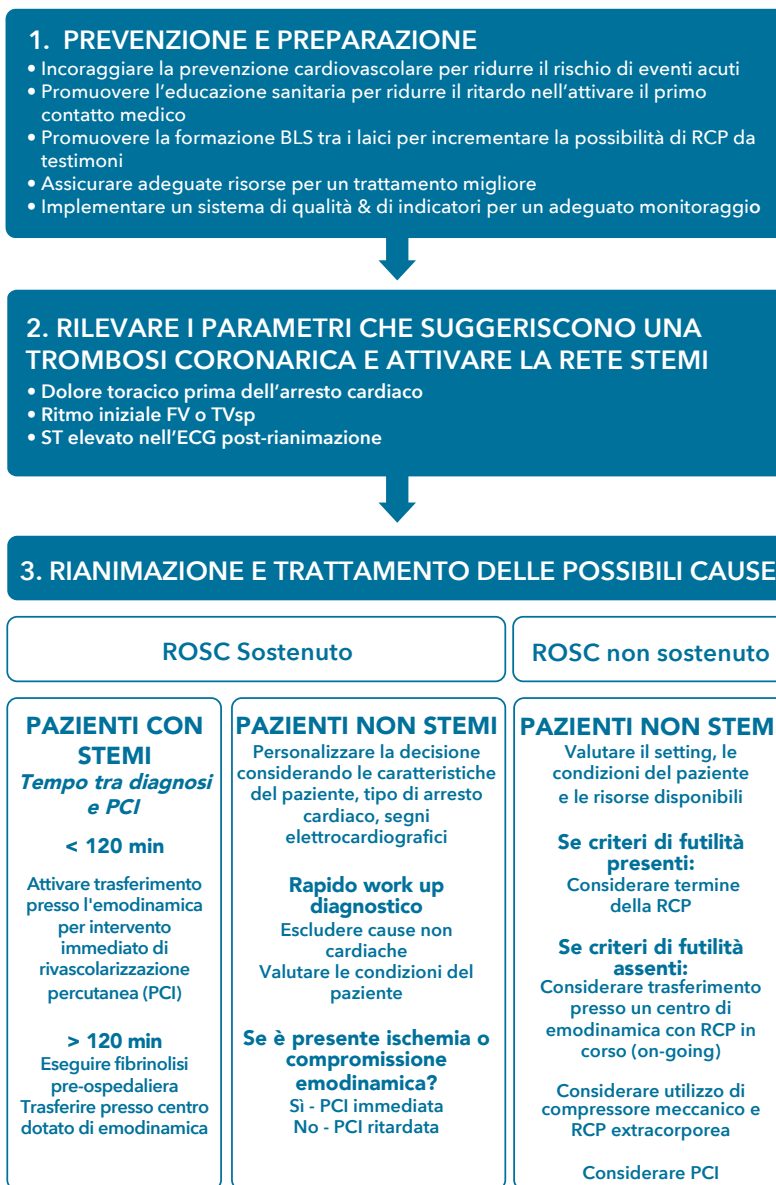 1. PREVENZIONE E PREPARAZIONE
• Incoraggiare la prevenzione cardiovascolare per ridurre il rischio di eventi acuti
• Promuovere l'educazione sanitaria per ridurre il ritardo nell'attivare il primo
contatto medico
• Promuovere la formazione BLS tra i laici per incrementare la possibilità di RCP da
testimoni
• Assicurare adeguate risorse per un trattamento migliore
• Implementare un sistema di qualità & di indicatori per un adeguato monitoraggio
2. RILEVARE I PARAMETRI CHE SUGGERISCONO UNA
TROMBOSI CORONARICA E ATTIVARE LA RETE STEMI
• Dolore toracico prima dell'arresto cardiaco
• Ritmo iniziale FV o TVsp
• ST elevato nell'ECG post-rianimazione
3. RIANIMAZIONE E TRATTAMENTO DELLE POSSIBILI CAUSE
ROSC Sostenuto
ROSC non sostenuto
PAZIENTI CON
STEMI
Tempo tra diagnosi
e PCI
< 120 min
Attivare trasferimento
presso l'emodinamica
per intervento
immediato di
rivascolarizzazione
percutanea (PCI)
> 120 min
Eseguire fibrinolisi
pre-ospedaliera
Trasferire presso centro
dotato di emodinamica
PAZIENTI NON STEMI
Personalizzare la decisione
considerando le caratteristiche
del paziente, tipo di arresto
cardiaco, segni
elettrocardiografici
Rapido work up
diagnostico
Escludere cause non
cardiache
Valutare le condizioni del
paziente
Se è presente ischemia o
compromissione
emodinamica?
Sì - PCI immediata
No - PCI ritardata
PAZIENTI NON STEM
Valutare il setting, le
condizioni del paziente
e le risorse disponibili
Se criteri di futilità
presenti:
Considerare termine
della RCP
Se criteri di futilità
assenti:
Considerare trasferimento
presso un centro di
emodinamica con RCP in
corso (on-going)
Considerare utilizzo di
compressore meccanico e
RCP extracorporea
Considerare PCI